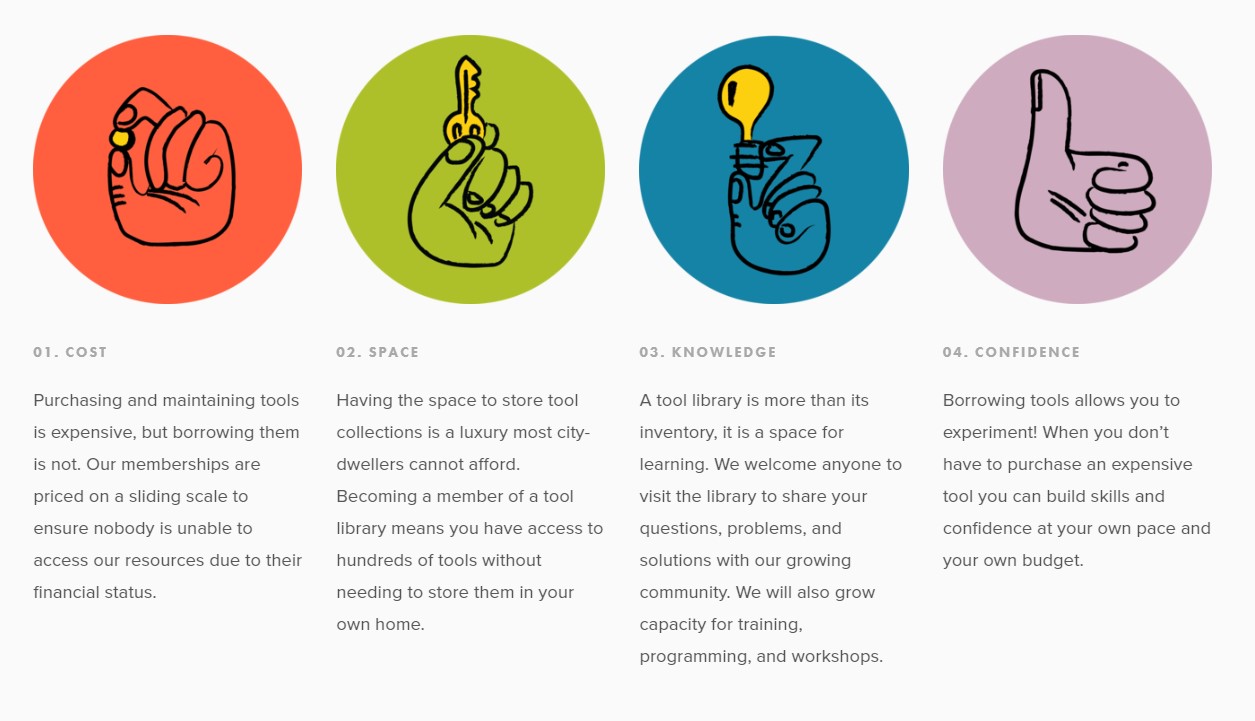 01. COST
Purchasing and maintaining tools
is expensive, but borrowing them
is not. Our memberships are
priced on a sliding scale to
ensure nobody is unable to
access our resources due to their
financial status.
02. SPACE
Having the space to store tool
collections is a luxury most city-
dwellers cannot afford.
Becoming a member of a tool
library means you have access to
hundreds of tools without
needing to store them in your
own home.
03. KNOWLEDGE
A tool library is more than its
inventory, it is a space for
learning. We welcome anyone to
visit the library to share your
questions, problems, and
solutions with our growing
community. We will also grow
capacity for training,
programming, and workshops.
04. CONFIDENCE
Borrowing tools allows you to
experiment! When you don’t
have to purchase an expensive
tool you can build skills and
confidence at your own pace and
your own budget.